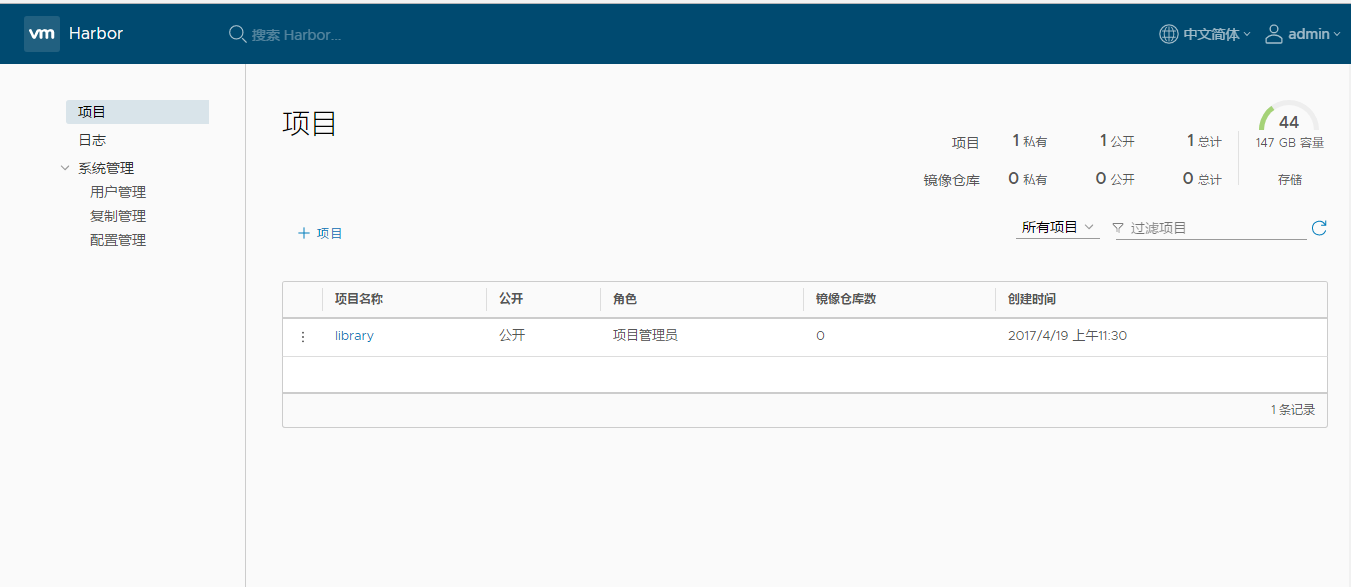 vm Harbor 搜索 Harbor... 中文简体 admin
项目
日志
系统管理
用户管理
复制管理
配置管理
项目
项目 1 私有 1 公开 1 总计
镜像仓库 0 私有 0 公开 0 总计
44
147 GB 容量
存储
+ 项目
所有项目 过滤项目
项目名称 公开 角色 镜像仓库数 创建时间
library 公开 项目管理员 0 2017/4/19 上午11:30
1 条记录